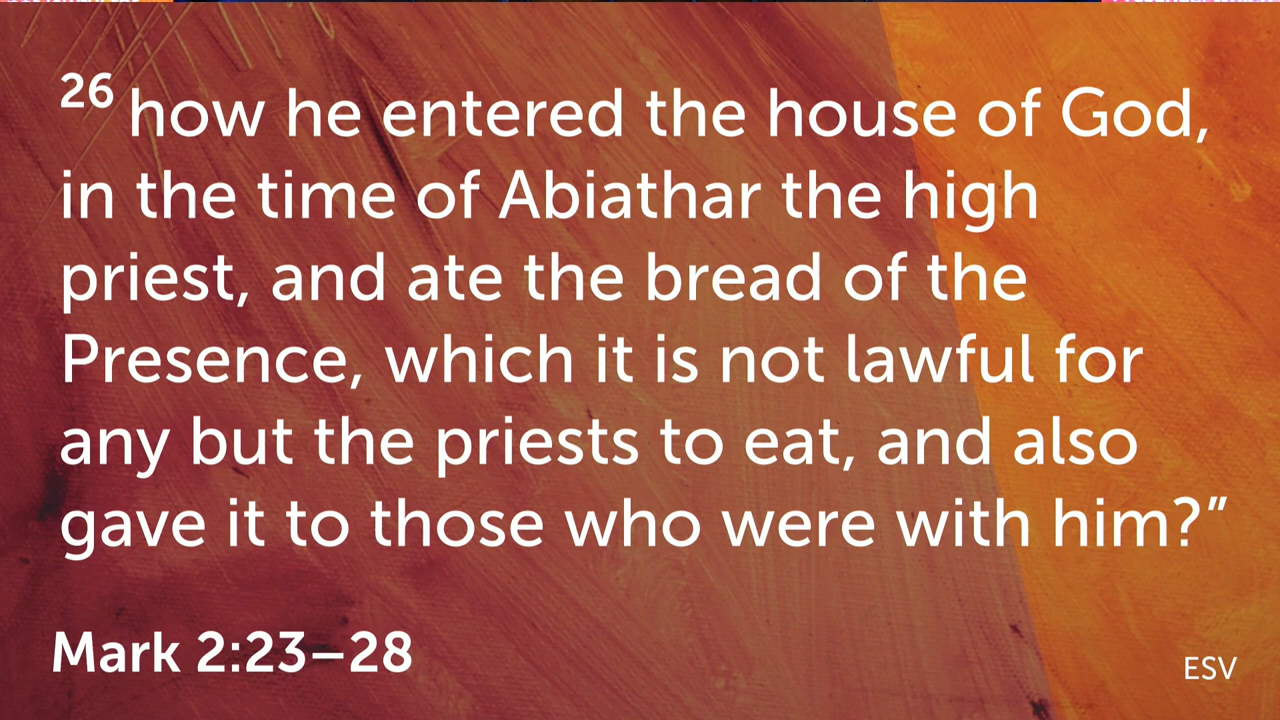 26 how he entered the house of God,
in the time of Abiathar the high
priest, and ate the bread of the
Presence, which it is not lawful for
any but the priests to eat, and also
gave it to those who were with him?”
Mark 2:23–28
ESV